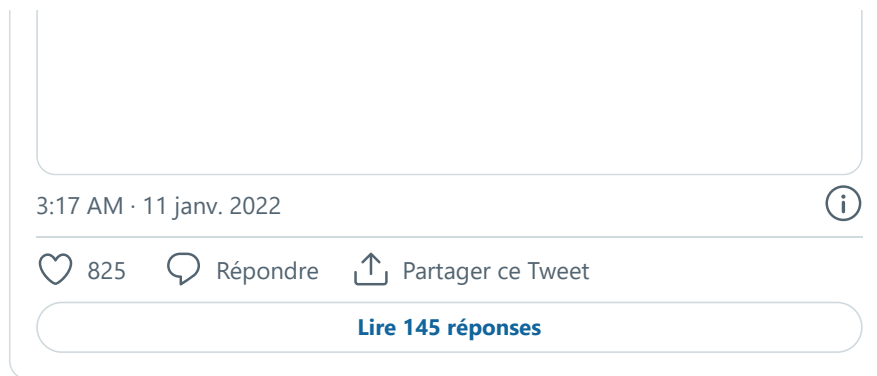 3:17 AM · 11 janv. 2022
825 Répondre Partager ce Tweet
Lire 145 réponses